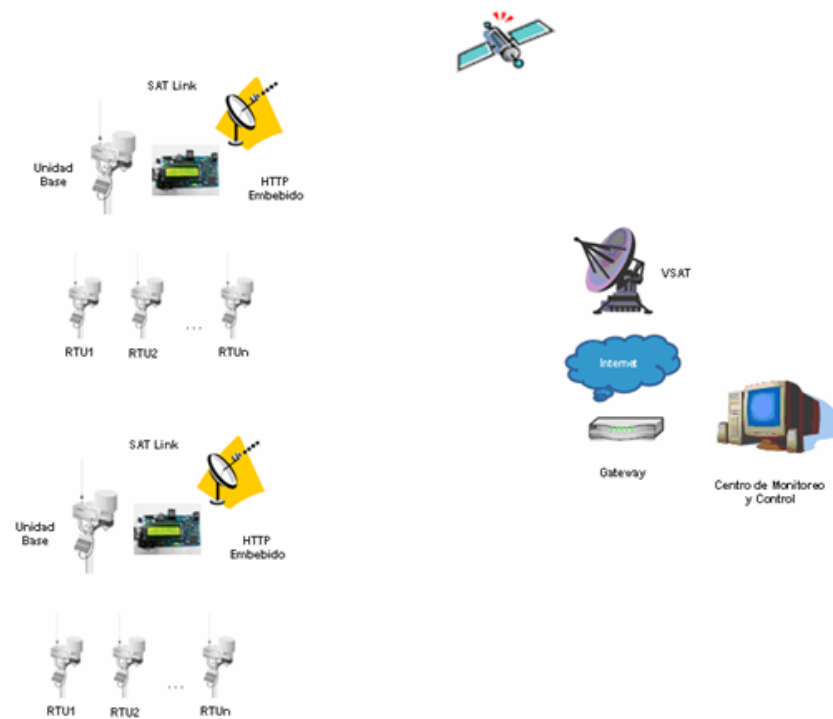 SAT Link
Unidad
Base
HTTP
Embebido
RTU1
RTU2
...
RTUn
VSAT
Internet
Gateway
Centro de Monitoreo
y Control
SAT Link
Unidad
Base
HTTP
Embebido
RTU1
RTU2
...
RTUn